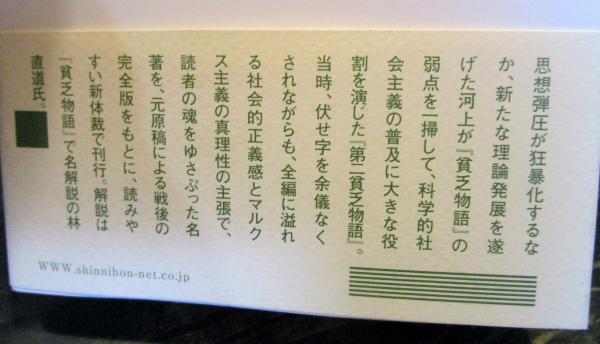 思想弾圧が狂暴化するな
か、新たな理論発展を遂
げた河上が『貧乏物語』の
弱点を一掃して、科学的社
会主義の普及に大きな役
割を演じた『第二貧乏物語』。
当時、伏せ字を余儀なく
されながらも、全編に溢れ
る社会的正義感とマルク
ス主義の真理性の主張で、
読者の魂をゆさぶった名
著を、元原稿による戦後の
完全版をもとに、読みや
すい新体裁で刊行。解説は
『貧乏物語』で名解説の林
直道氏。
www.shinnihon-net.co.jp